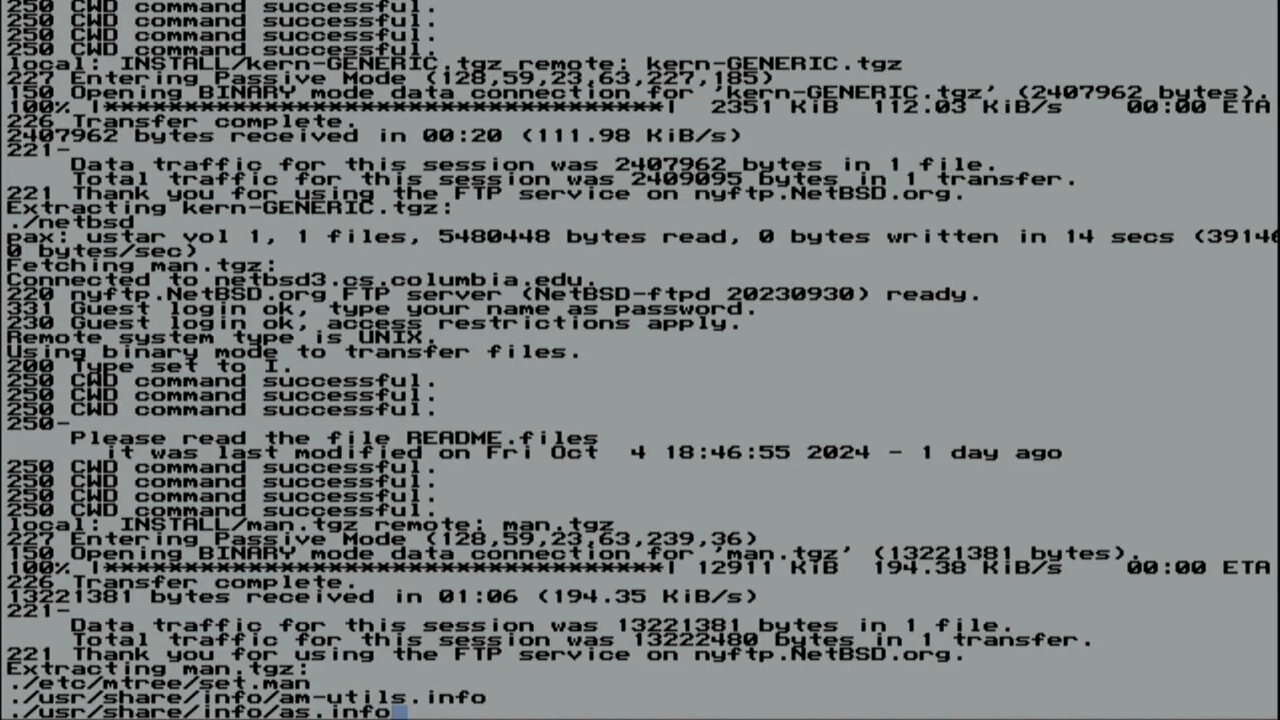 250 CWD command successful.
250 CWD command successful.
250 CWD command successful.
250 CWD command successful.
local: INSTALL/kern-GENERIC.tgz remote: kern-GENERIC.tgz
227 Entering Passive Mode (128,59,23,63,227,185)
150 Opening BINARY mode data connection for 'kern-GENERIC.tgz' (2407962 bytes).
100% |***********************************| 2351 KiB  112.03 KiB/s    00:00 ETA
226 Transfer complete.
2407962 bytes received in 00:20 (111.98 KiB/s)
221-
    Data traffic for this session was 2407962 bytes in 1 file.
    Total traffic for this session was 2409095 bytes in 1 transfer.
221 Thank you for using the FTP service on nyftp.NetBSD.org.
Extracting kern-GENERIC.tgz:
./netbsd
pax: ustar vol 1, 1 files, 5480448 bytes read, 0 bytes written in 14 secs (39146
0 bytes/sec)
Fetching man.tgz:
Connected to netbsd3.cs.columbia.edu.
220 nyftp.NetBSD.org FTP server (NetBSD-ftpd 20230930) ready.
331 Guest login ok, type your name as password.
230 Guest login ok, access restrictions apply.
Remote system type is UNIX.
Using binary mode to transfer files.
200 Type set to I.
250 CWD command successful.
250 CWD command successful.
250 CWD command successful.
250-
    Please read the file README.files
      it was last modified on Fri Oct  4 18:46:55 2024 - 1 day ago
250 CWD command successful.
250 CWD command successful.
250 CWD command successful.
250 CWD command successful.
local: INSTALL/man.tgz remote: man.tgz
227 Entering Passive Mode (128,59,23,63,239,36)
150 Opening BINARY mode data connection for 'man.tgz' (13221381 bytes).
100% |***********************************| 12911 KiB  194.38 KiB/s    00:00 ETA
226 Transfer complete.
13221381 bytes received in 01:06 (194.35 KiB/s)
221-
    Data traffic for this session was 13221381 bytes in 1 file.
    Total traffic for this session was 13222480 bytes in 1 transfer.
221 Thank you for using the FTP service on nyftp.NetBSD.org.
Extracting man.tgz:
./etc/mtree/set.man
./usr/share/info/am-utils.info
./usr/share/info/as.info